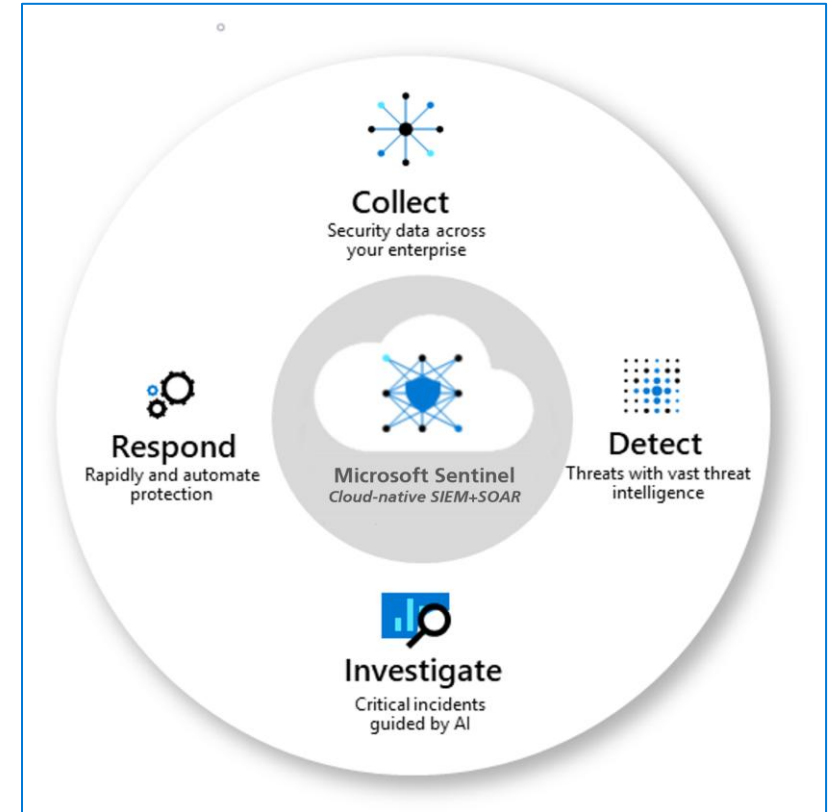 Collect
Security data across
your enterprise
Respond
Rapidly and automate
protection
Microsoft Sentinel
Cloud-native SIEM+SOAR
Detect
Threats with vast threat
intelligence
Investigate
Critical incidents
guided by AI